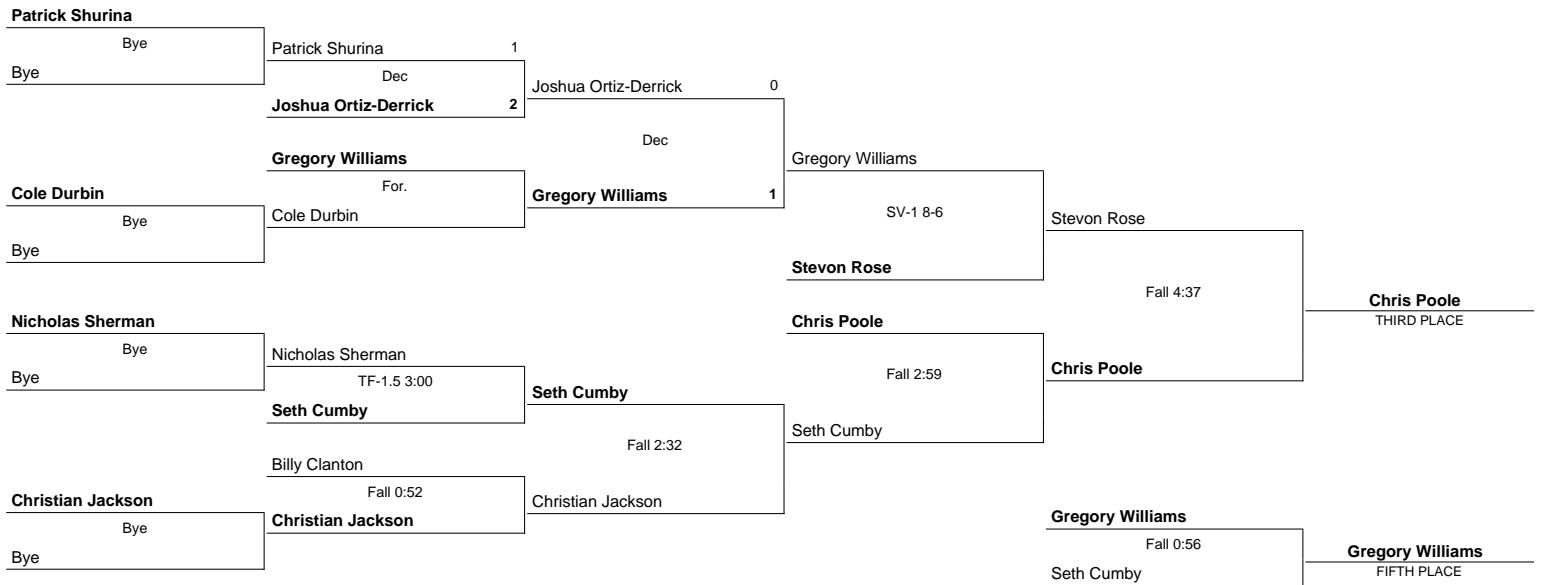 Patrick Shurina
Bye
Bye
Patrick Shurina 1
Dec
Joshua Ortiz-Derrick 2
Joshua Ortiz-Derrick 0
Dec
Gregory Williams 1
Gregory Williams
For.
Cole Durbin
Cole Durbin
Bye
Bye
Gregory Williams
SV-1 8-6
Stevon Rose
Stevon Rose
Fall 4:37
Chris Poole
Chris Poole
THIRD PLACE
Nicholas Sherman
Bye
Bye
Nicholas Sherman
TF-1.5 3:00
Seth Cumby
Seth Cumby
Fall 2:32
Christian Jackson
Chris Poole
Fall 2:59
Seth Cumby
Billy Clanton
Fall 0:52
Christian Jackson
Christian Jackson
Bye
Bye
Gregory Williams
Fall 0:56
Seth Cumby
Gregory Williams
FIFTH PLACE